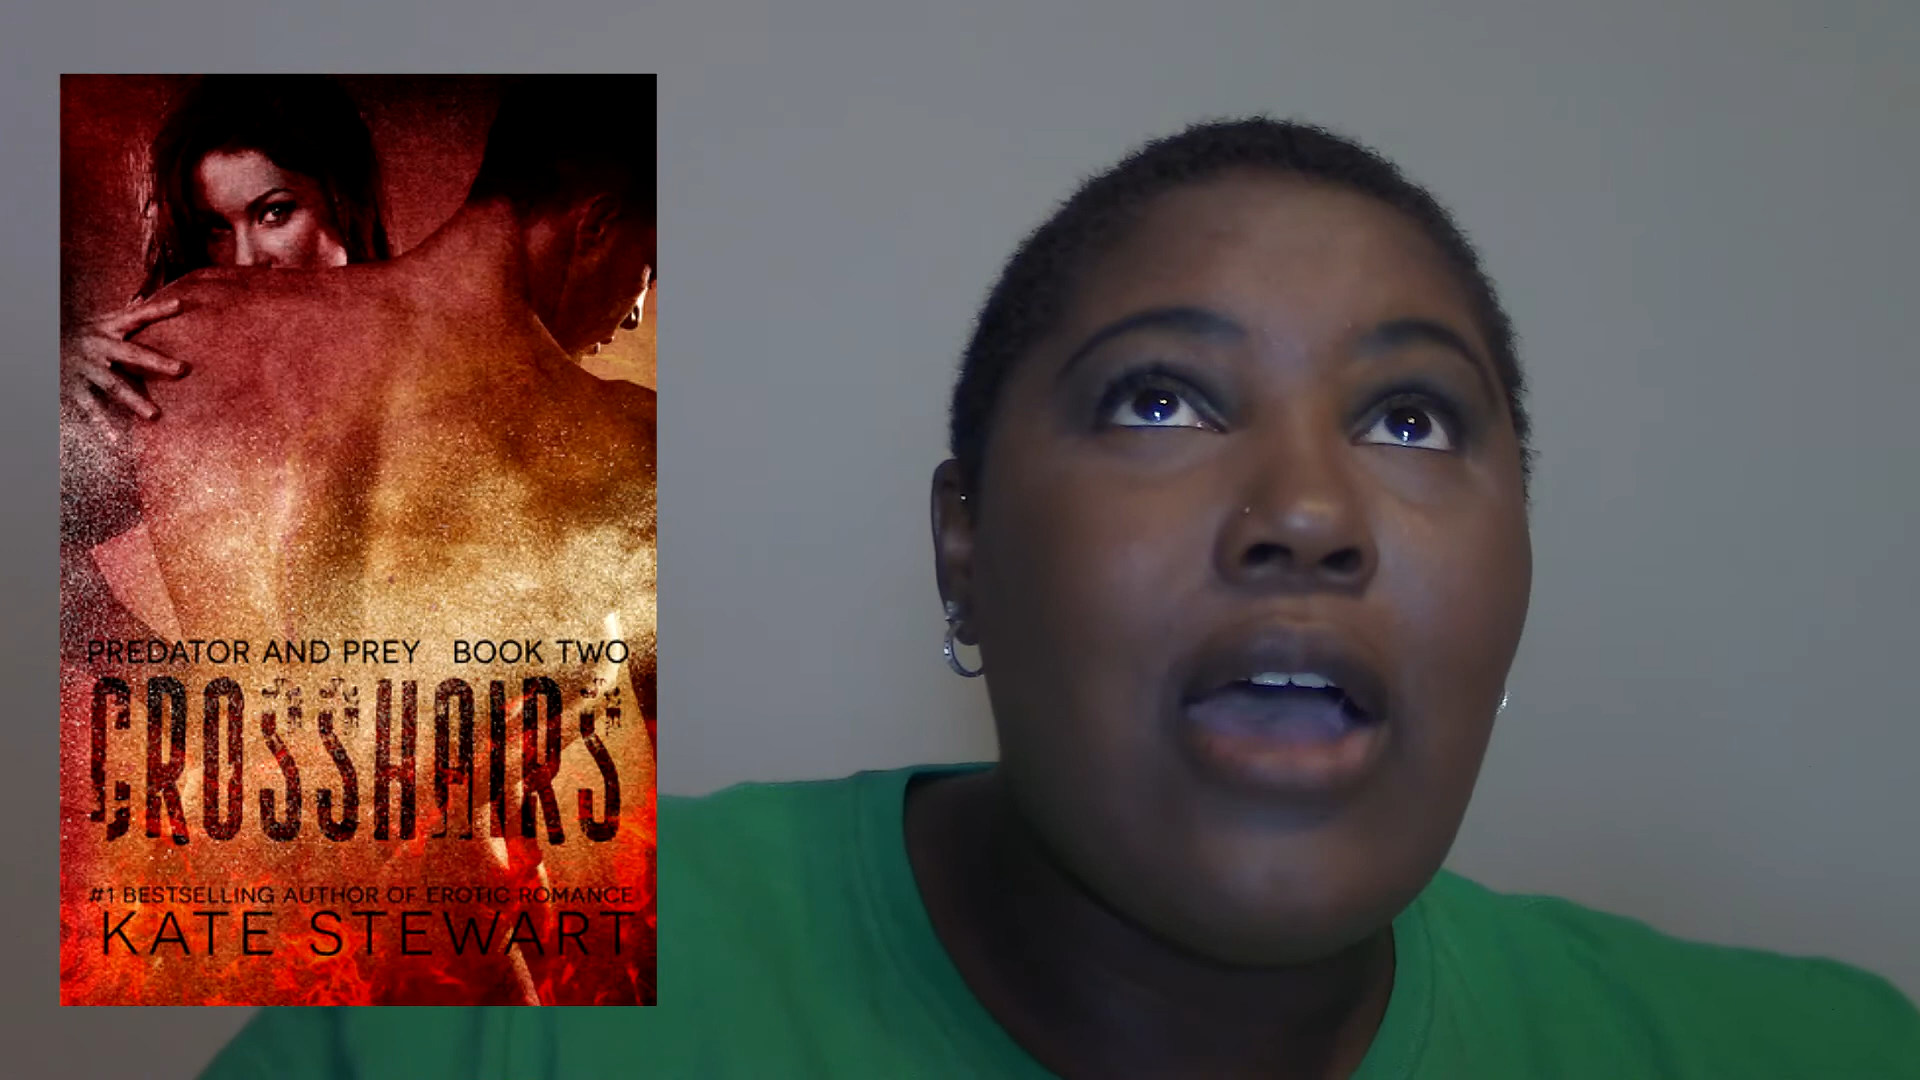 PREDATOR AND PREY BOOK TWO
CROSSHAIRS
#1 BESTSELLING AUTHOR OF EROTIC ROMANCE
KATE STEWART